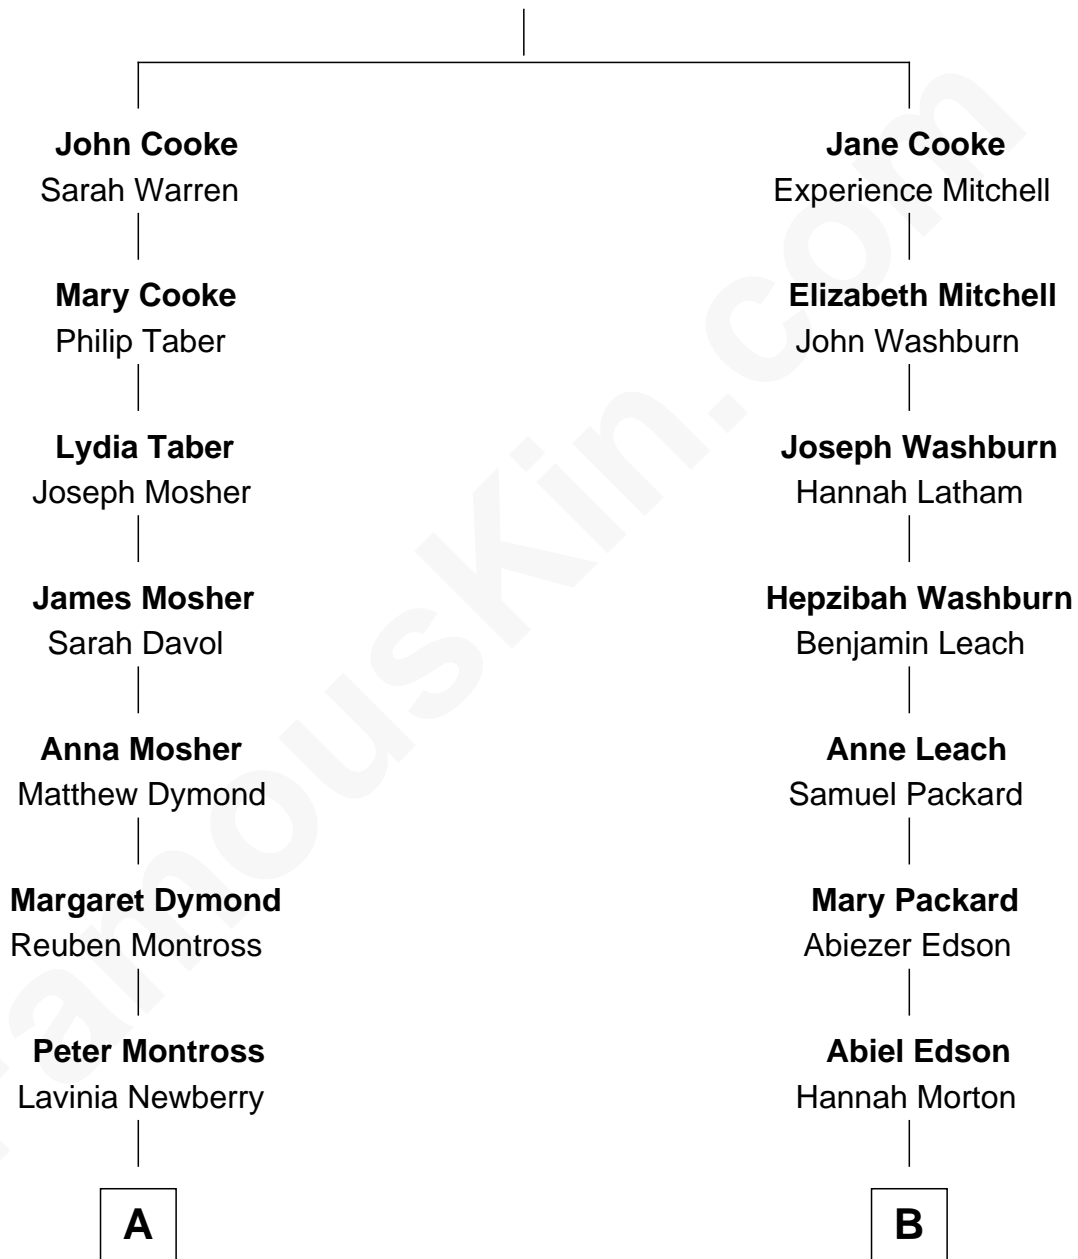 John Cooke
Sarah Warren
Jane Cooke
Experience Mitchell
Mary Cooke
Philip Taber
Elizabeth Mitchell
John Washburn
Lydia Taber
Joseph Mosher
Joseph Washburn
Hannah Latham
James Mosher
Sarah Davol
Hepzibah Washburn
Benjamin Leach
Anna Mosher
Matthew Dymond
Anne Leach
Samuel Packard
Margaret Dymond
Reuben Montross
Mary Packard
Abiezer Edson
Peter Montross
Lavinia Newberry
Abiel Edson
Hannah Morton
A
B
FamousKin.com